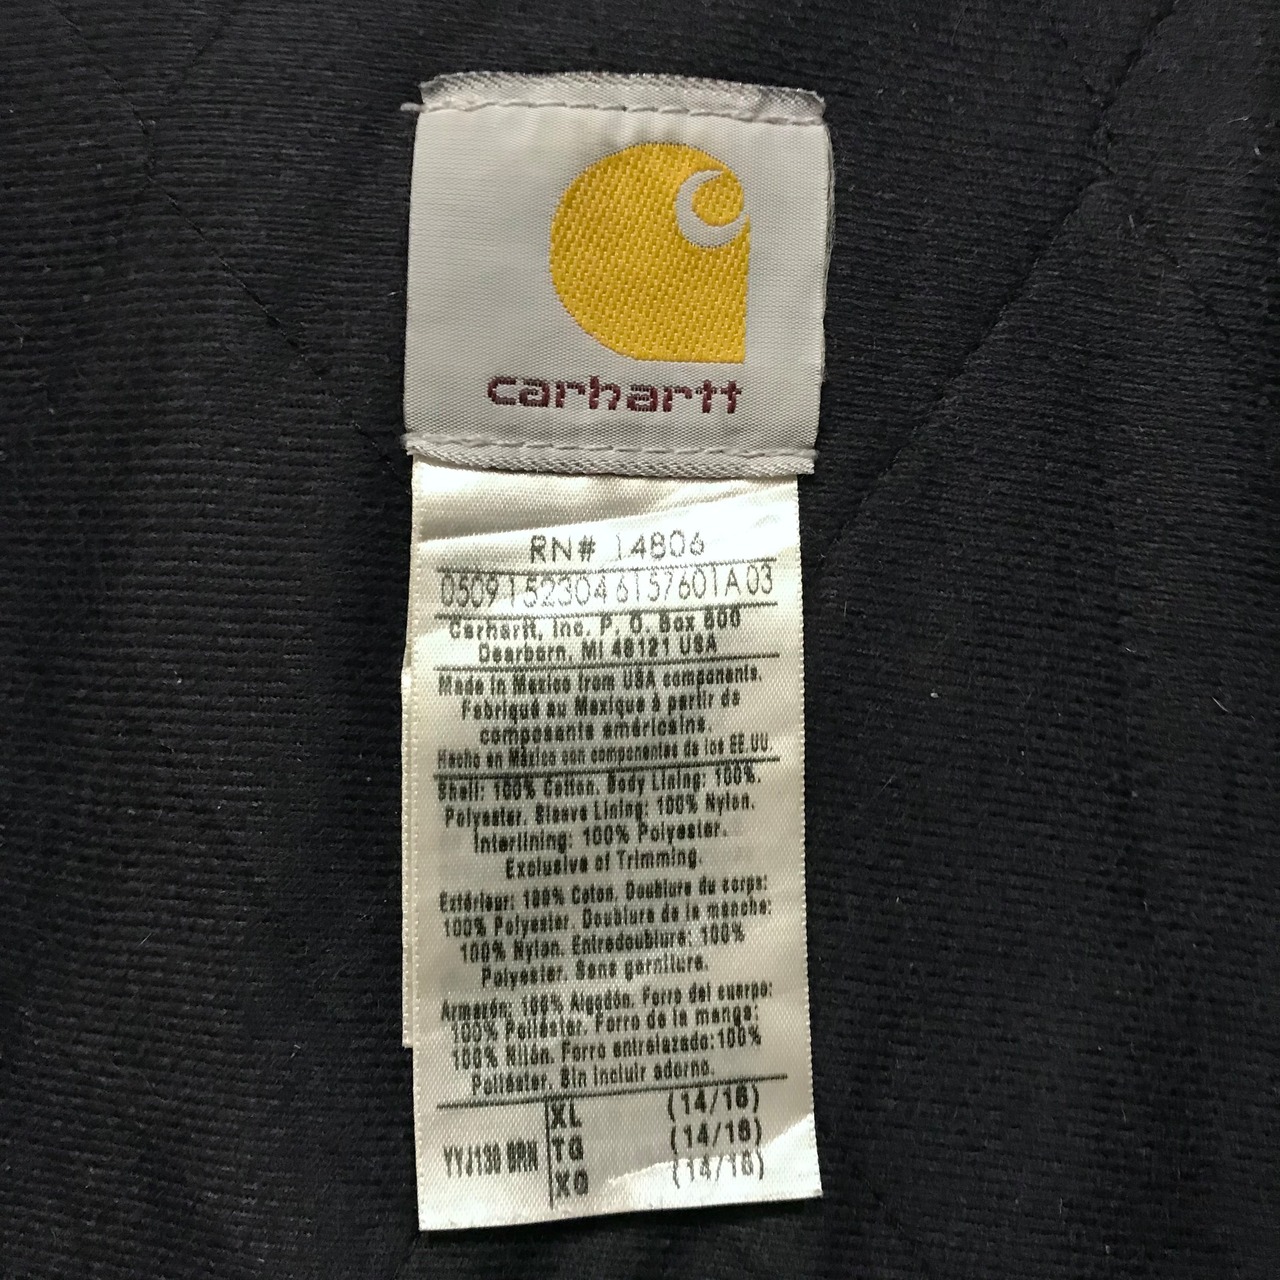 carhartt
RN# 14806
05091523046157601A03
Carhartt, Inc. P. O. Box 600
Dearborn, MI 48121 USA
Made in Mexico from USA components.
Fabriqué au Mexique à partir de
composants américains.
Hecho en México con componentes de los EE.UU.
Shell: 100% Cotton. Body Lining: 100%.
Polyester. Sleeve Lining: 100% Nylon.
Interlining: 100% Polyester.
Exclusive of Trimming.
Extérieur: 100% Coton. Doublure du corps:
100% Polyester. Doublure de la manche:
100% Nylon. Entredoublure: 100%
Polyester. Sans garniture.
Armazón: 100% Algodón. Forro del cuerpo:
100% Poliéster. Forro de la manga:
100% Nilón. Forro entrelazado: 100%
Poliéster. Sin incluir adorno.
XL (14/16)
YYJ130 BRN TG (14/16)
XG (14/16)